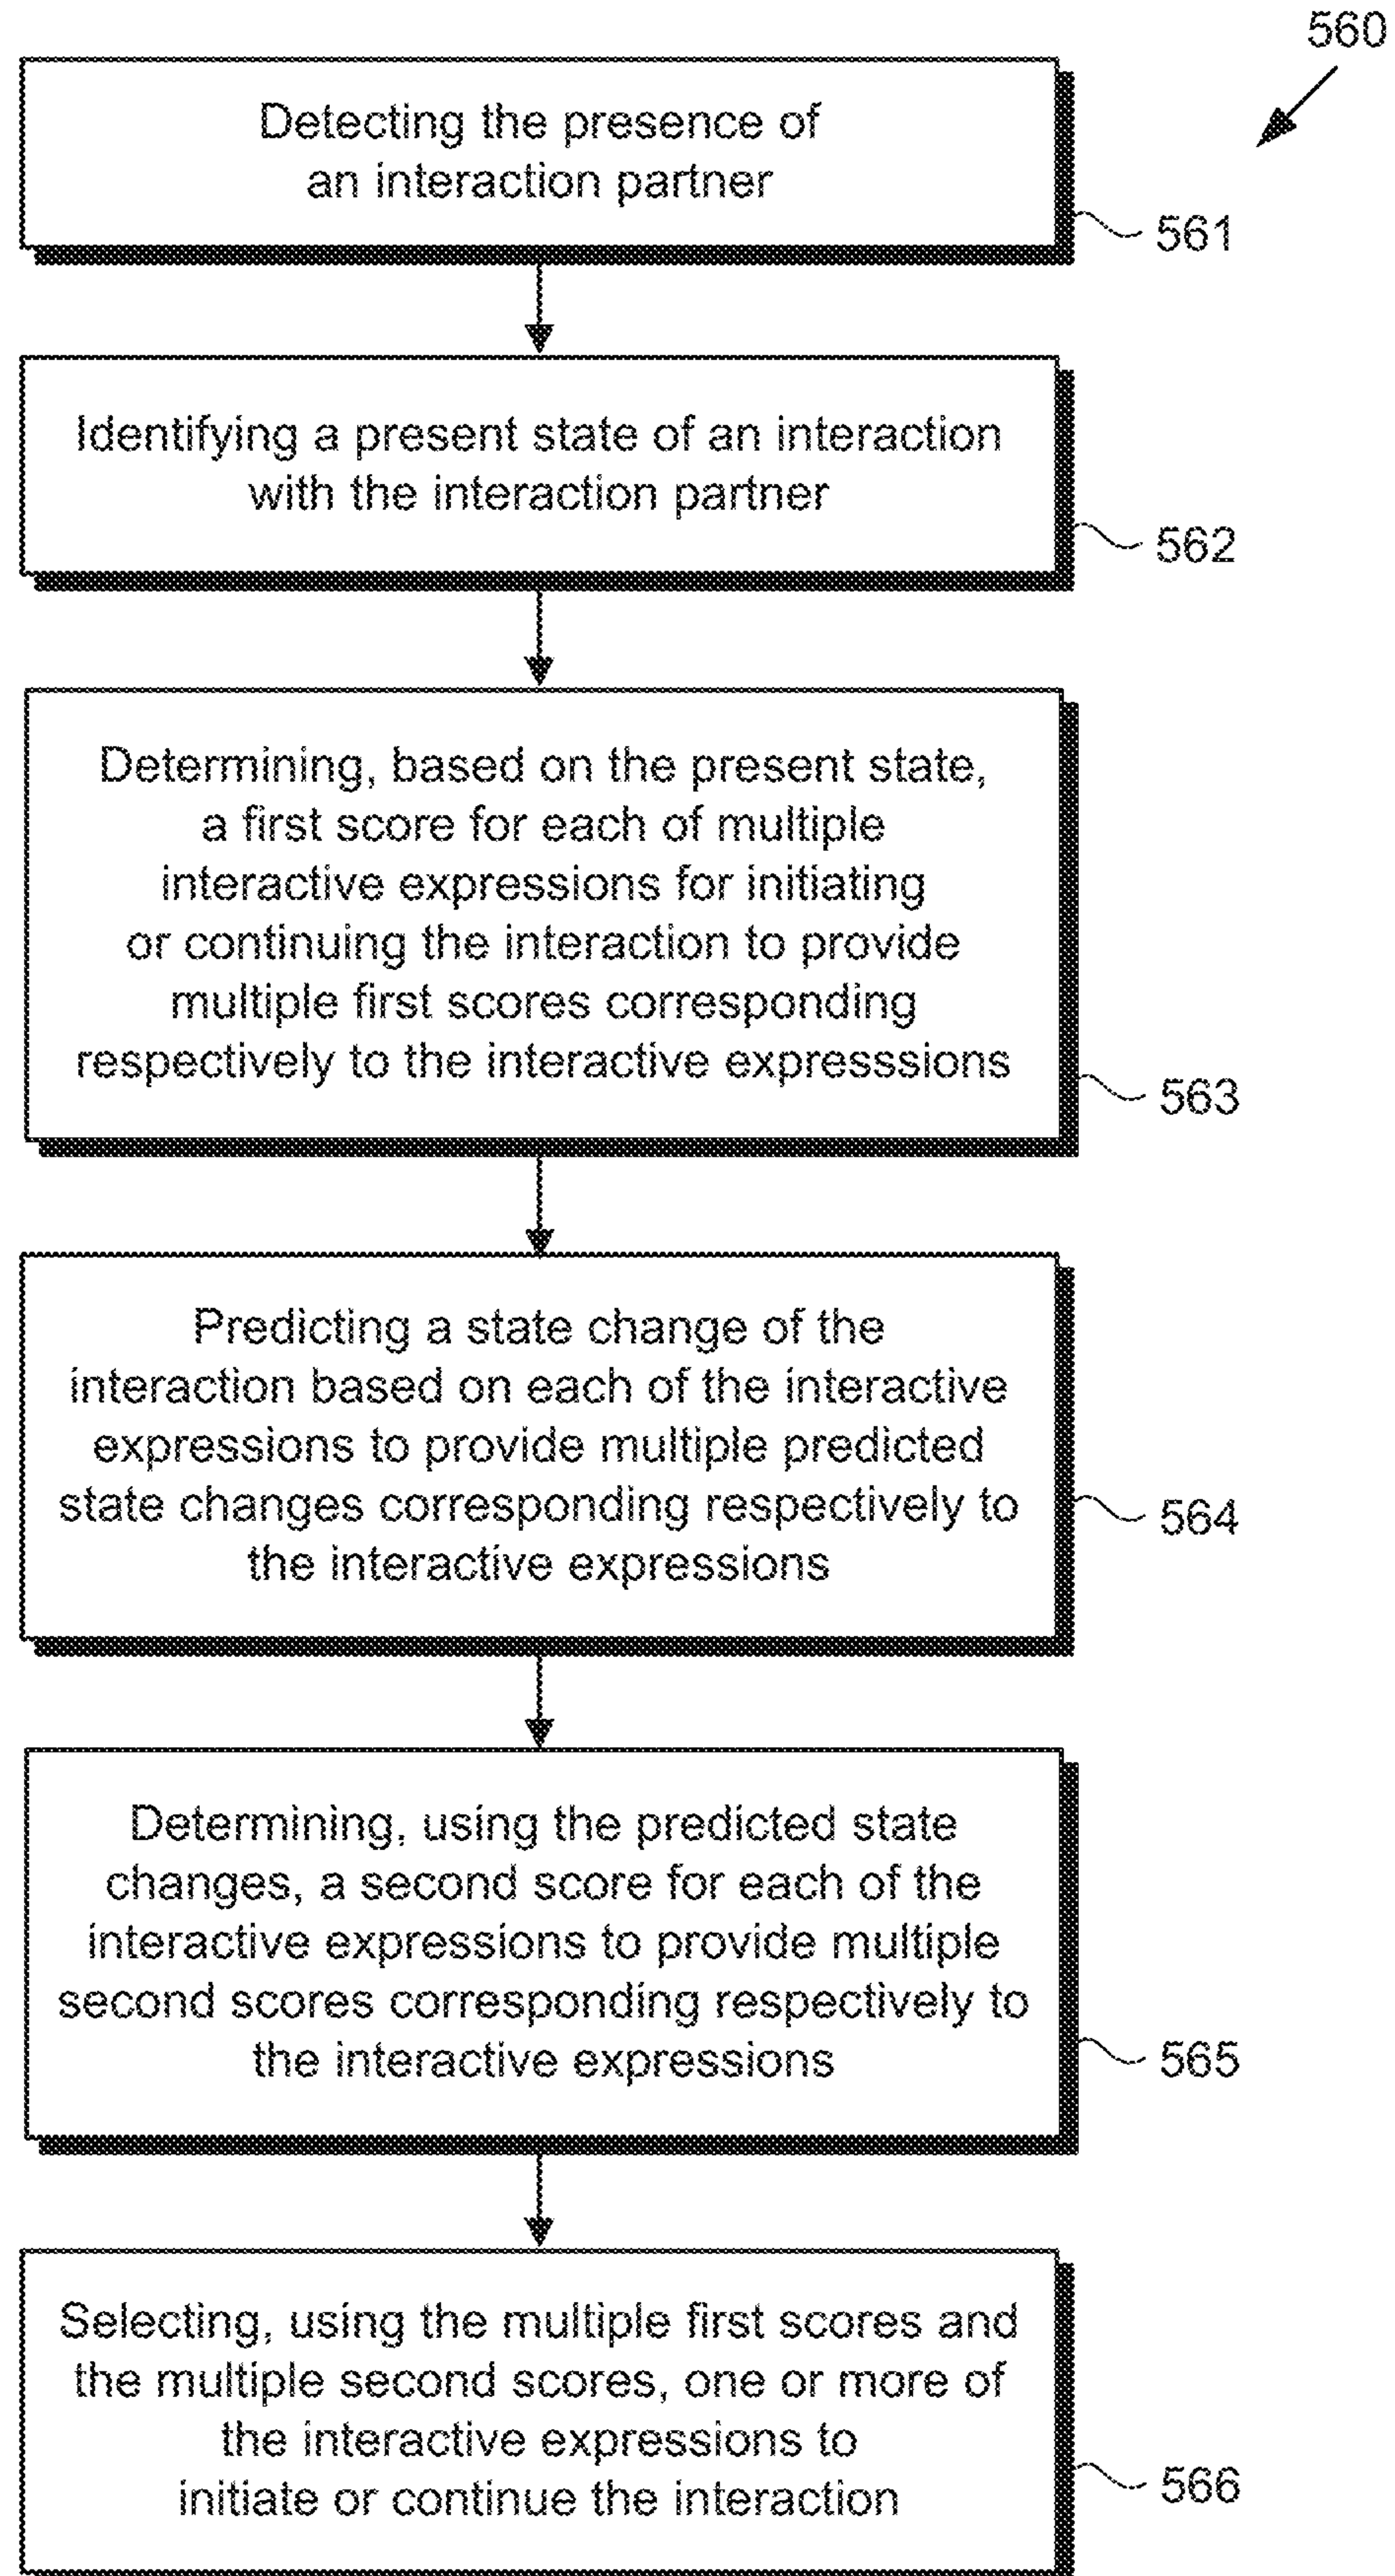 560
Detecting the presence of
an interaction partner
561
Identifying a present state of an interaction
with the interaction partner
562
Determining, based on the present state,
a first score for each of multiple
interactive expressions for initiating
or continuing the interaction to provide
multiple first scores corresponding
respectively to the interactive expresssions
563
Predicting a state change of the
interaction based on each of the interactive
expressions to provide multiple predicted
state changes corresponding respectively to
the interactive expressions
564
Determining, using the predicted state
changes, a second score for each of the
interactive expressions to provide multiple
second scores corresponding respectively to
the interactive expressions
565
Selecting, using the multiple first scores and
the multiple second scores, one or more of
the interactive expressions to
initiate or continue the interaction
566